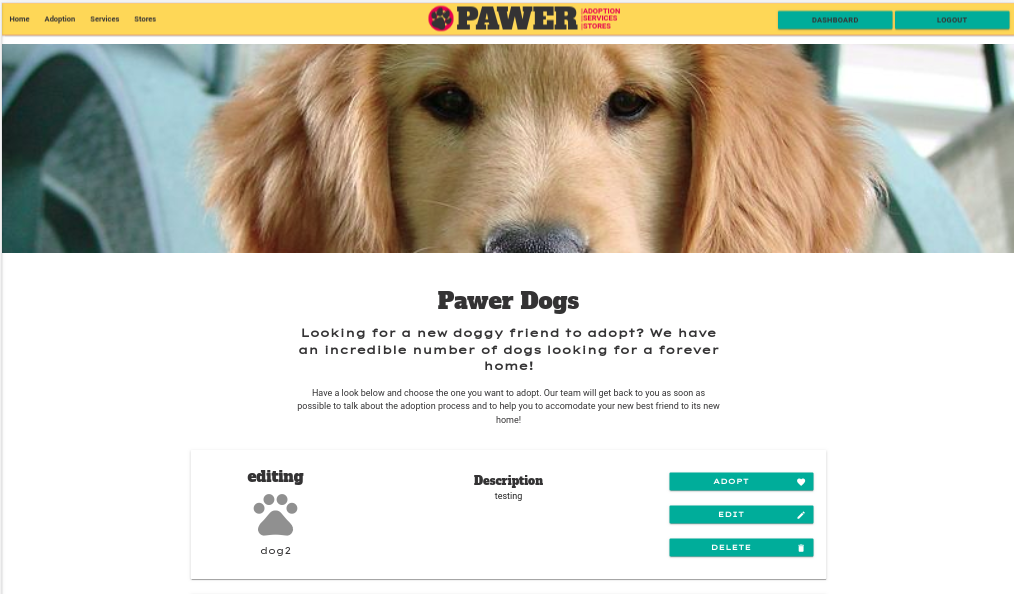 Home Adoption Services Stores
PAWER
ADOPTION
SERVICES
STORES
DASHBOARD LOGOUT
Pawer Dogs
Looking for a new doggy friend to adopt? We have
an incredible number of dogs looking for a forever
home!
Have a look below and choose the one you want to adopt. Our team will get back to you as soon as
possible to talk about the adoption process and to help you to accomodate your new best friend to its new
home!
editing
dog2
Description
testing
ADOPT
EDIT
DELETE